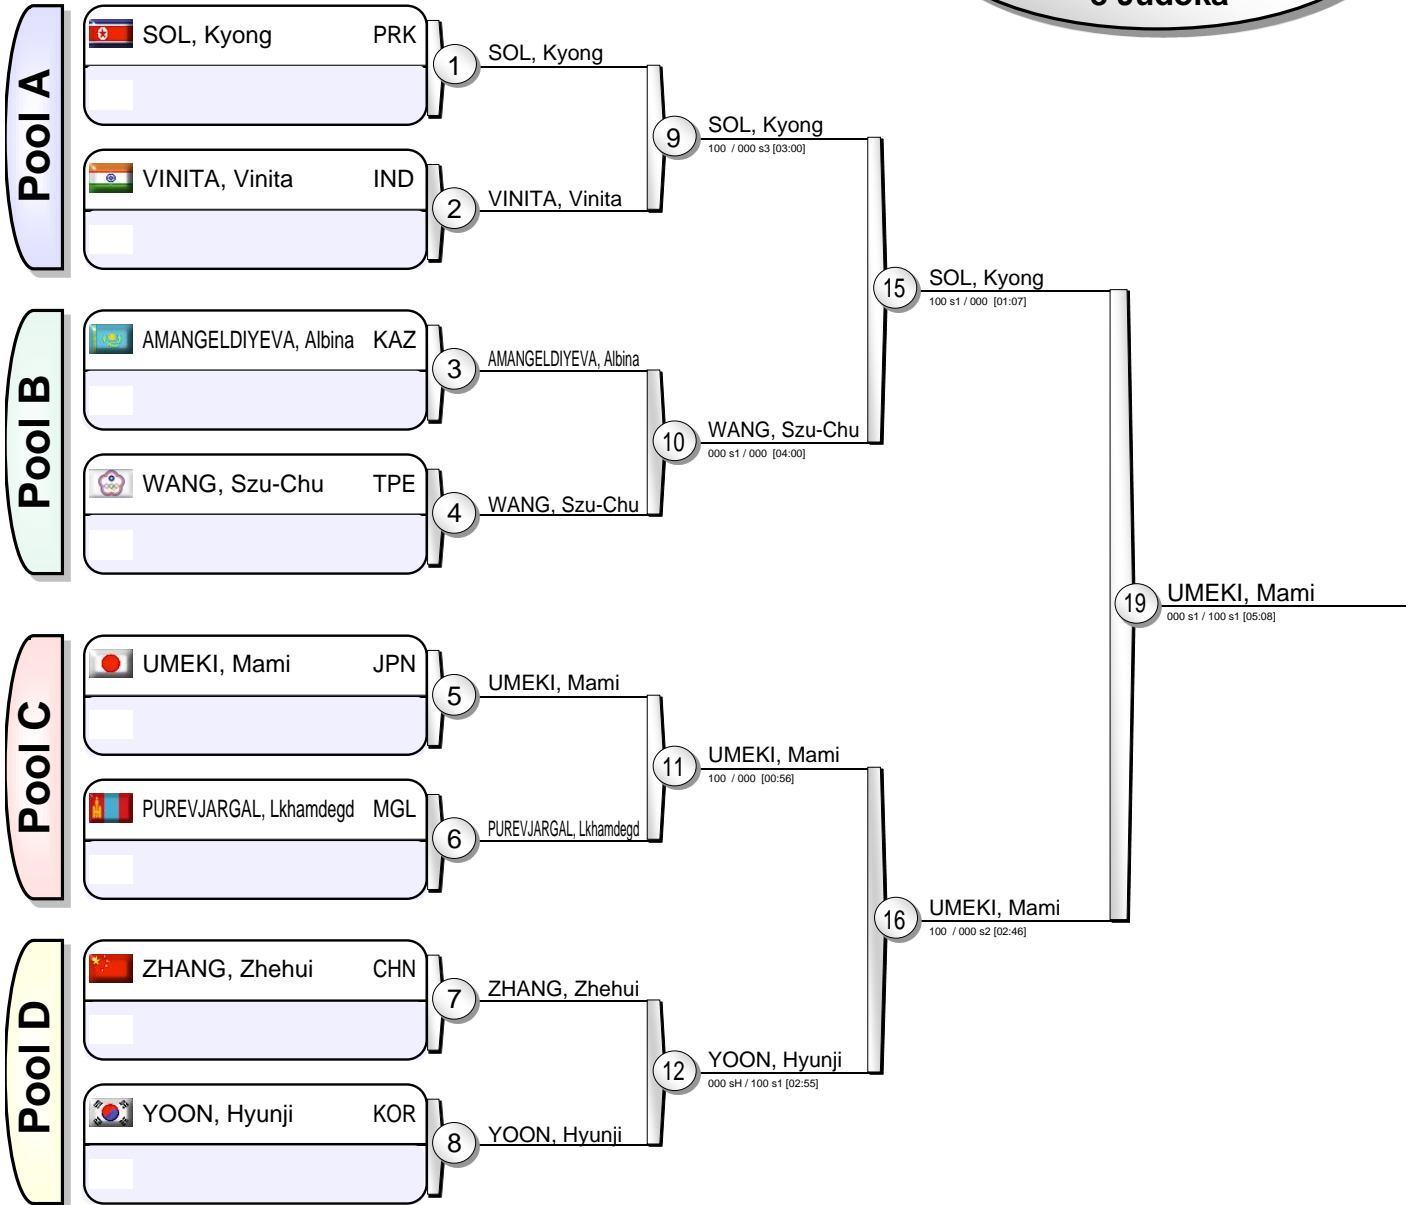 8 Judoka
Pool A
SOL, Kyong PRK
1
SOL, Kyong
9
SOL, Kyong
100 / 000 s3 [03:00]
VINITA, Vinita IND
2
VINITA, Vinita
15
SOL, Kyong
100 s1 / 000 [01:07]
Pool B
AMANGELDIYEVA, Albina KAZ
3
AMANGELDIYEVA, Albina
10
WANG, Szu-Chu
000 s1 / 000 [04:00]
WANG, Szu-Chu TPE
4
WANG, Szu-Chu
19
UMEKI, Mami
000 s1 / 100 s1 [05:08]
Pool C
UMEKI, Mami JPN
5
UMEKI, Mami
11
UMEKI, Mami
100 / 000 [00:56]
PUREVJARGAL, Lkhamdegd MGL
6
PUREVJARGAL, Lkhamdegd
16
UMEKI, Mami
100 / 000 s2 [02:46]
Pool D
ZHANG, Zhehui CHN
7
ZHANG, Zhehui
12
YOON, Hyunji
000 sH / 100 s1 [02:55]
YOON, Hyunji KOR
8
YOON, Hyunji